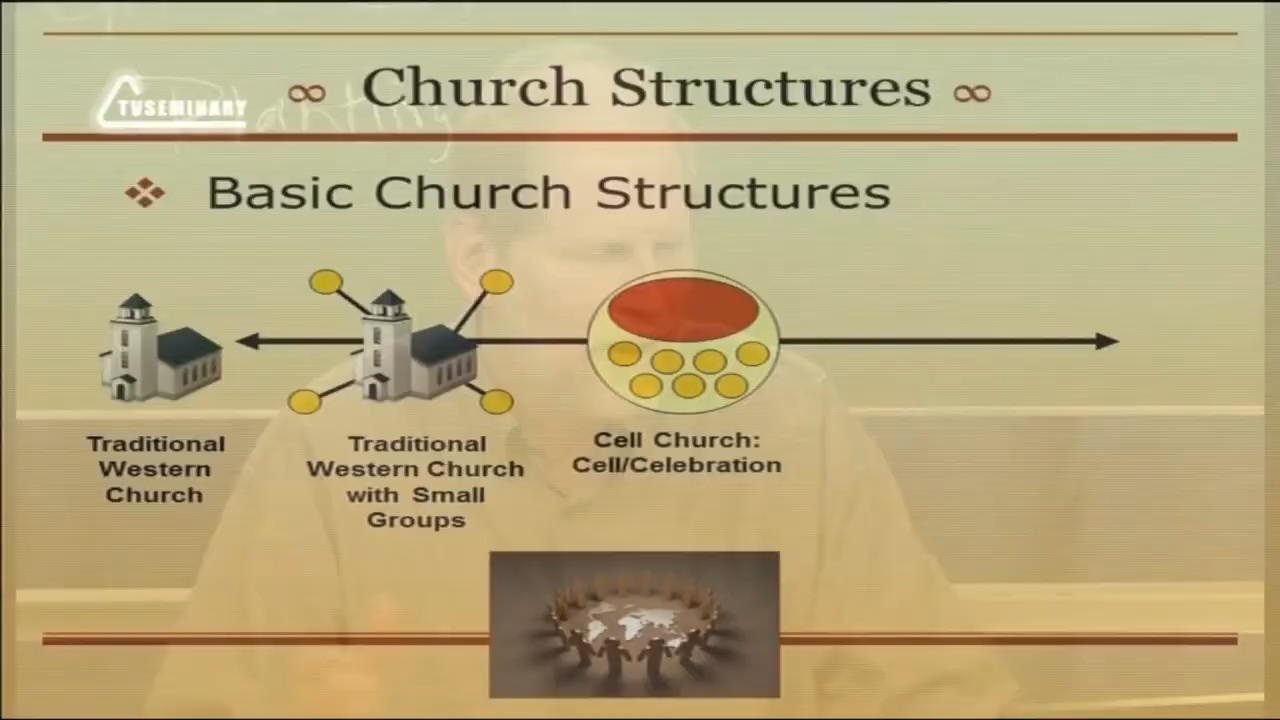 ∞ Church Structures ∞
TVSEMINARY
Planting
Basic Church Structures
Traditional
Western
Church
Traditional
Western Church
with Small
Groups
Cell Church:
Cell/Celebration